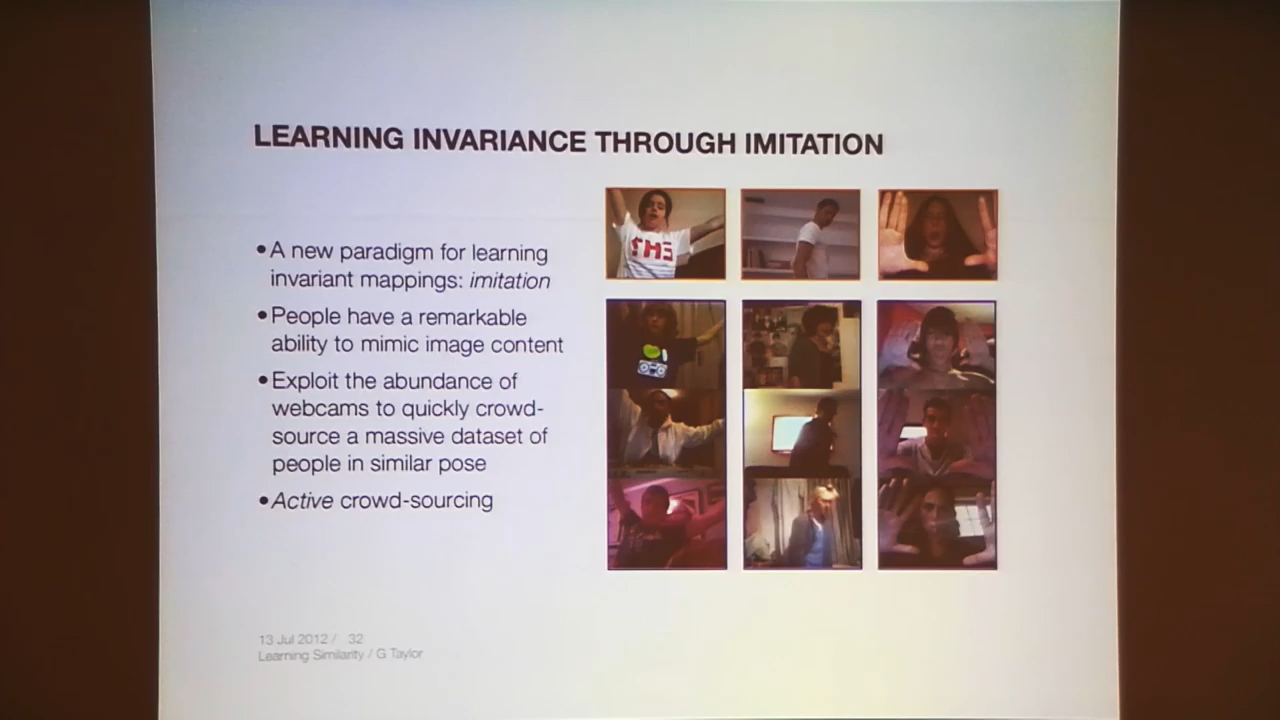 LEARNING INVARIANCE THROUGH IMITATION
•A new paradigm for learning
invariant mappings: imitation
•People have a remarkable
ability to mimic image content
•Exploit the abundance of
webcams to quickly crowd-
source a massive dataset of
people in similar pose
•Active crowd-sourcing
THE
13 Jul 2012 / 32
Learning Similarity / G Taylor